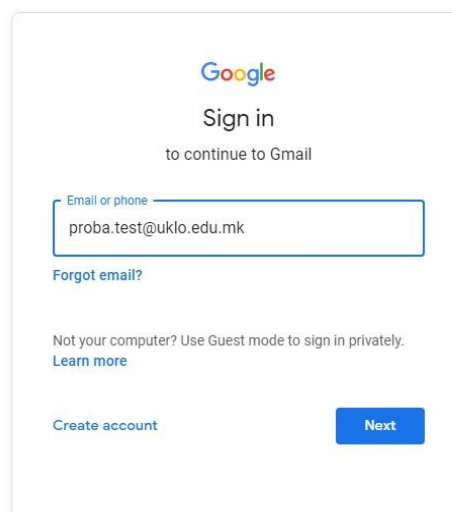 Google
Sign in
to continue to Gmail
Email or phone
proba.test@uklo.edu.mk
Forgot email?
Not your computer? Use Guest mode to sign in privately.
Learn more
Create account
Next